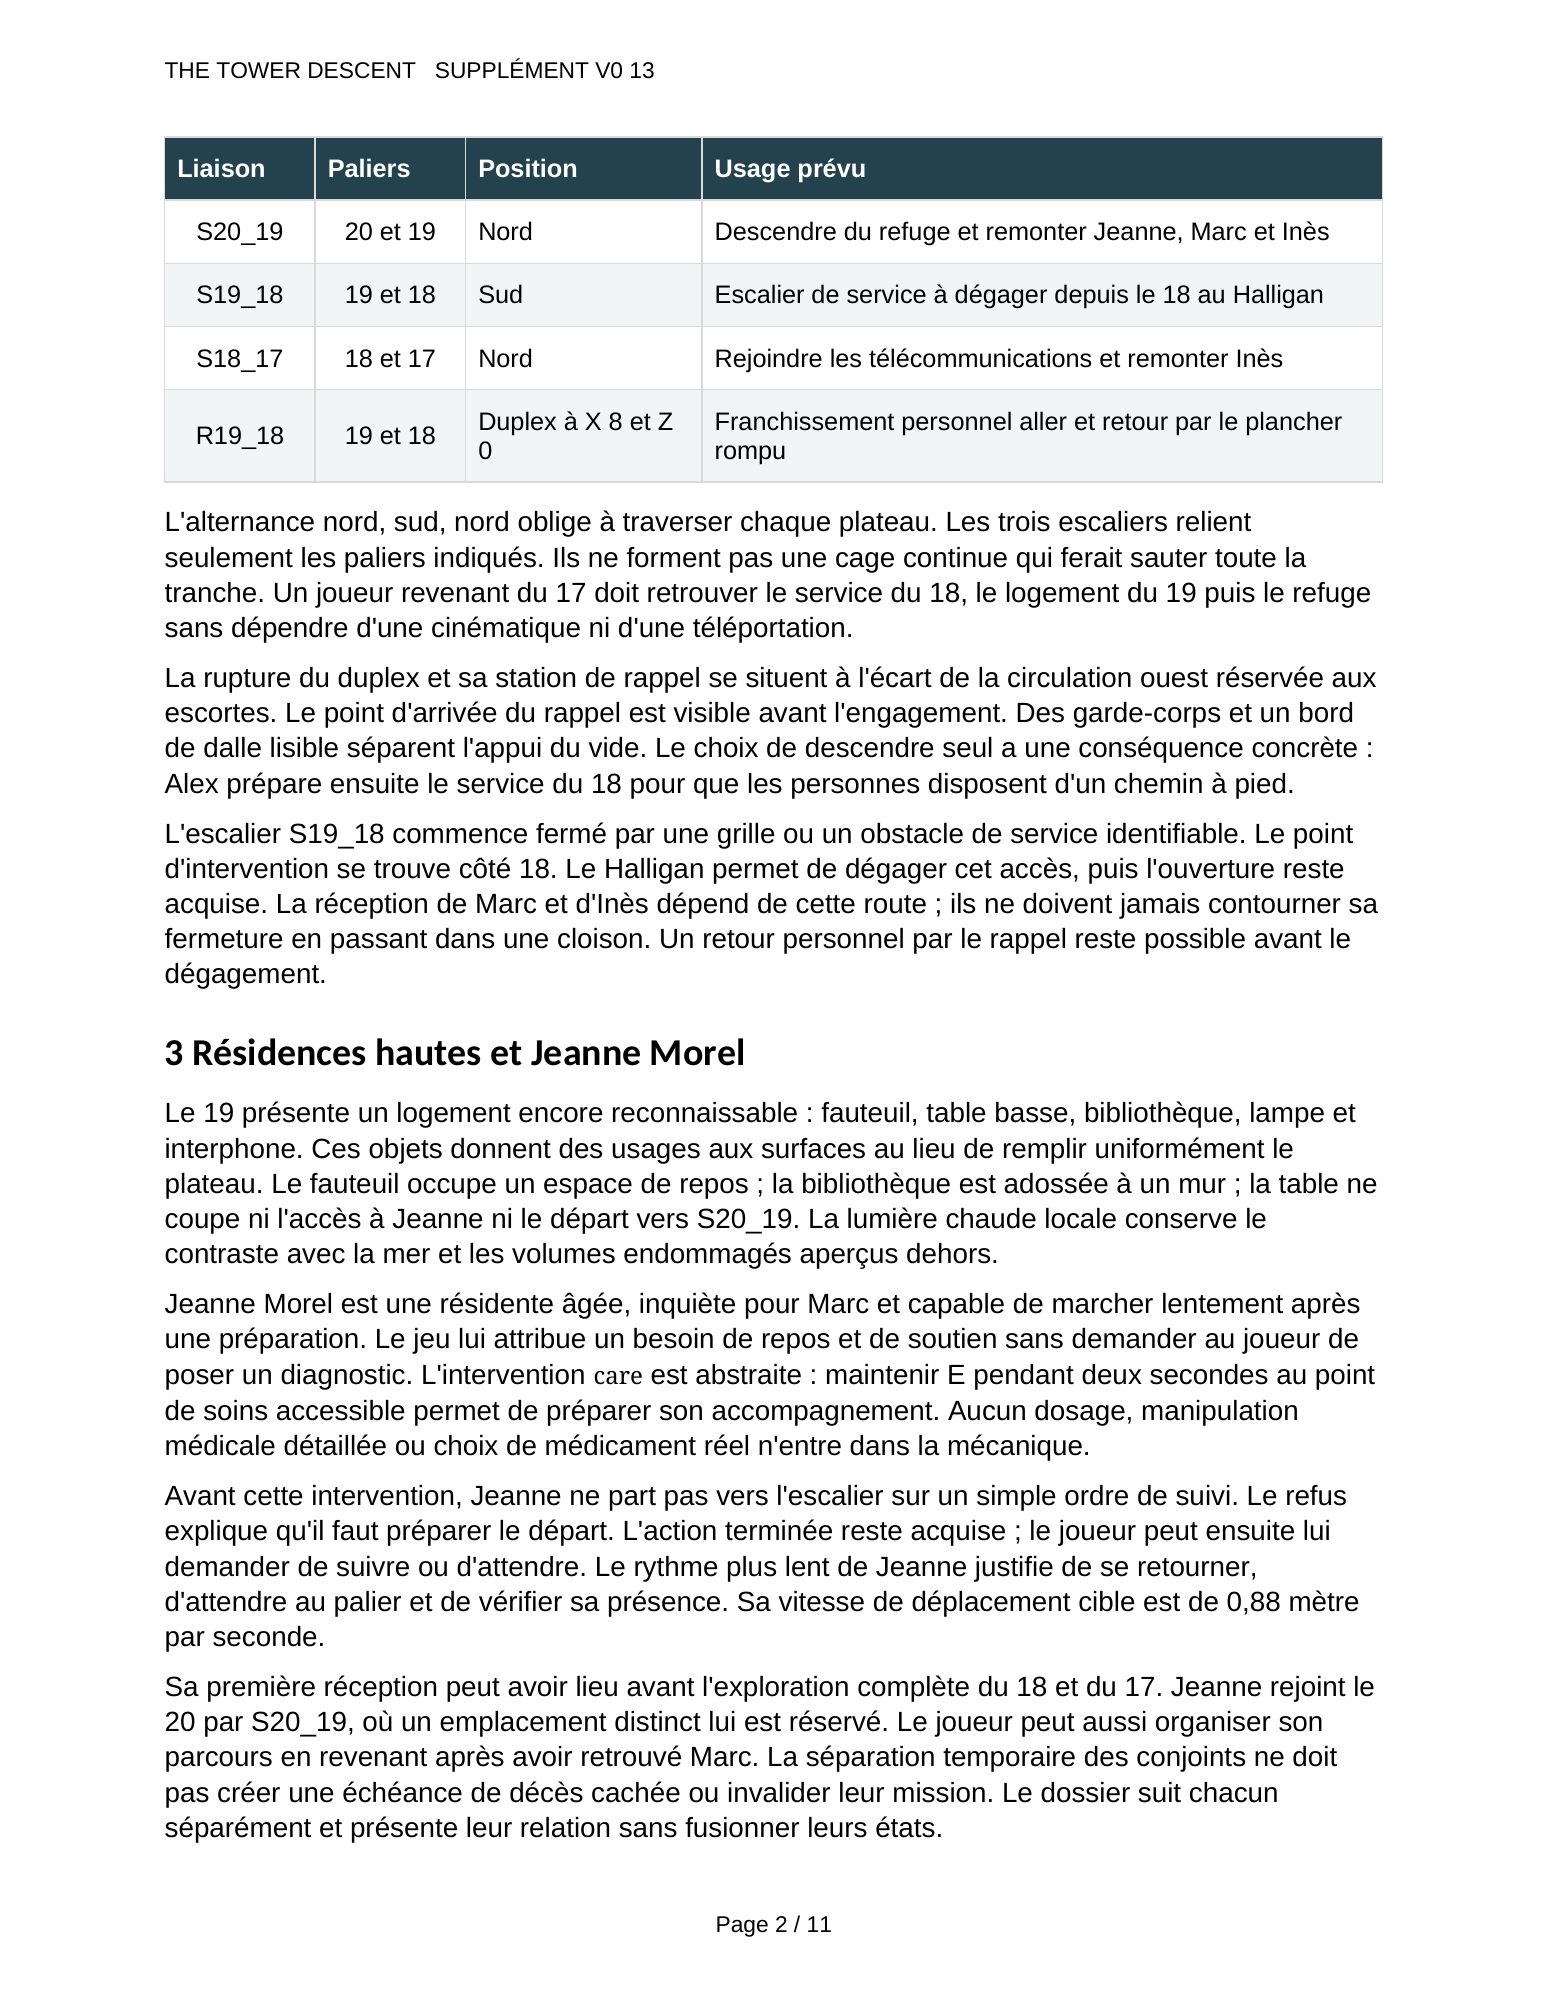 THE TOWER DESCENT   SUPPLÉMENT V0 13
Liaison Paliers Position Usage prévu
S20_19 20 et 19 Nord Descendre du refuge et remonter Jeanne, Marc et Inès
S19_18 19 et 18 Sud Escalier de service à dégager depuis le 18 au Halligan
S18_17 18 et 17 Nord Rejoindre les télécommunications et remonter Inès
R19_18 19 et 18 Duplex à X 8 et Z 0 Franchissement personnel aller et retour par le plancher rompu
L'alternance nord, sud, nord oblige à traverser chaque plateau. Les trois escaliers relient
seulement les paliers indiqués. Ils ne forment pas une cage continue qui ferait sauter toute la
tranche. Un joueur revenant du 17 doit retrouver le service du 18, le logement du 19 puis le refuge
sans dépendre d'une cinématique ni d'une téléportation.
La rupture du duplex et sa station de rappel se situent à l'écart de la circulation ouest réservée aux
escortes. Le point d'arrivée du rappel est visible avant l'engagement. Des garde-corps et un bord
de dalle lisible séparent l'appui du vide. Le choix de descendre seul a une conséquence concrète :
Alex prépare ensuite le service du 18 pour que les personnes disposent d'un chemin à pied.
L'escalier S19_18 commence fermé par une grille ou un obstacle de service identifiable. Le point
d'intervention se trouve côté 18. Le Halligan permet de dégager cet accès, puis l'ouverture reste
acquise. La réception de Marc et d'Inès dépend de cette route ; ils ne doivent jamais contourner sa
fermeture en passant dans une cloison. Un retour personnel par le rappel reste possible avant le
dégagement.
3 Résidences hautes et Jeanne Morel
Le 19 présente un logement encore reconnaissable : fauteuil, table basse, bibliothèque, lampe et
interphone. Ces objets donnent des usages aux surfaces au lieu de remplir uniformément le
plateau. Le fauteuil occupe un espace de repos ; la bibliothèque est adossée à un mur ; la table ne
coupe ni l'accès à Jeanne ni le départ vers S20_19. La lumière chaude locale conserve le
contraste avec la mer et les volumes endommagés aperçus dehors.
Jeanne Morel est une résidente âgée, inquiète pour Marc et capable de marcher lentement après
une préparation. Le jeu lui attribue un besoin de repos et de soutien sans demander au joueur de
poser un diagnostic. L'intervention care est abstraite : maintenir E pendant deux secondes au point
de soins accessible permet de préparer son accompagnement. Aucun dosage, manipulation
médicale détaillée ou choix de médicament réel n'entre dans la mécanique.
Avant cette intervention, Jeanne ne part pas vers l'escalier sur un simple ordre de suivi. Le refus
explique qu'il faut préparer le départ. L'action terminée reste acquise ; le joueur peut ensuite lui
demander de suivre ou d'attendre. Le rythme plus lent de Jeanne justifie de se retourner,
d'attendre au palier et de vérifier sa présence. Sa vitesse de déplacement cible est de 0,88 mètre
par seconde.
Sa première réception peut avoir lieu avant l'exploration complète du 18 et du 17. Jeanne rejoint le
20 par S20_19, où un emplacement distinct lui est réservé. Le joueur peut aussi organiser son
parcours en revenant après avoir retrouvé Marc. La séparation temporaire des conjoints ne doit
pas créer une échéance de décès cachée ou invalider leur mission. Le dossier suit chacun
séparément et présente leur relation sans fusionner leurs états.
Page 2 / 11